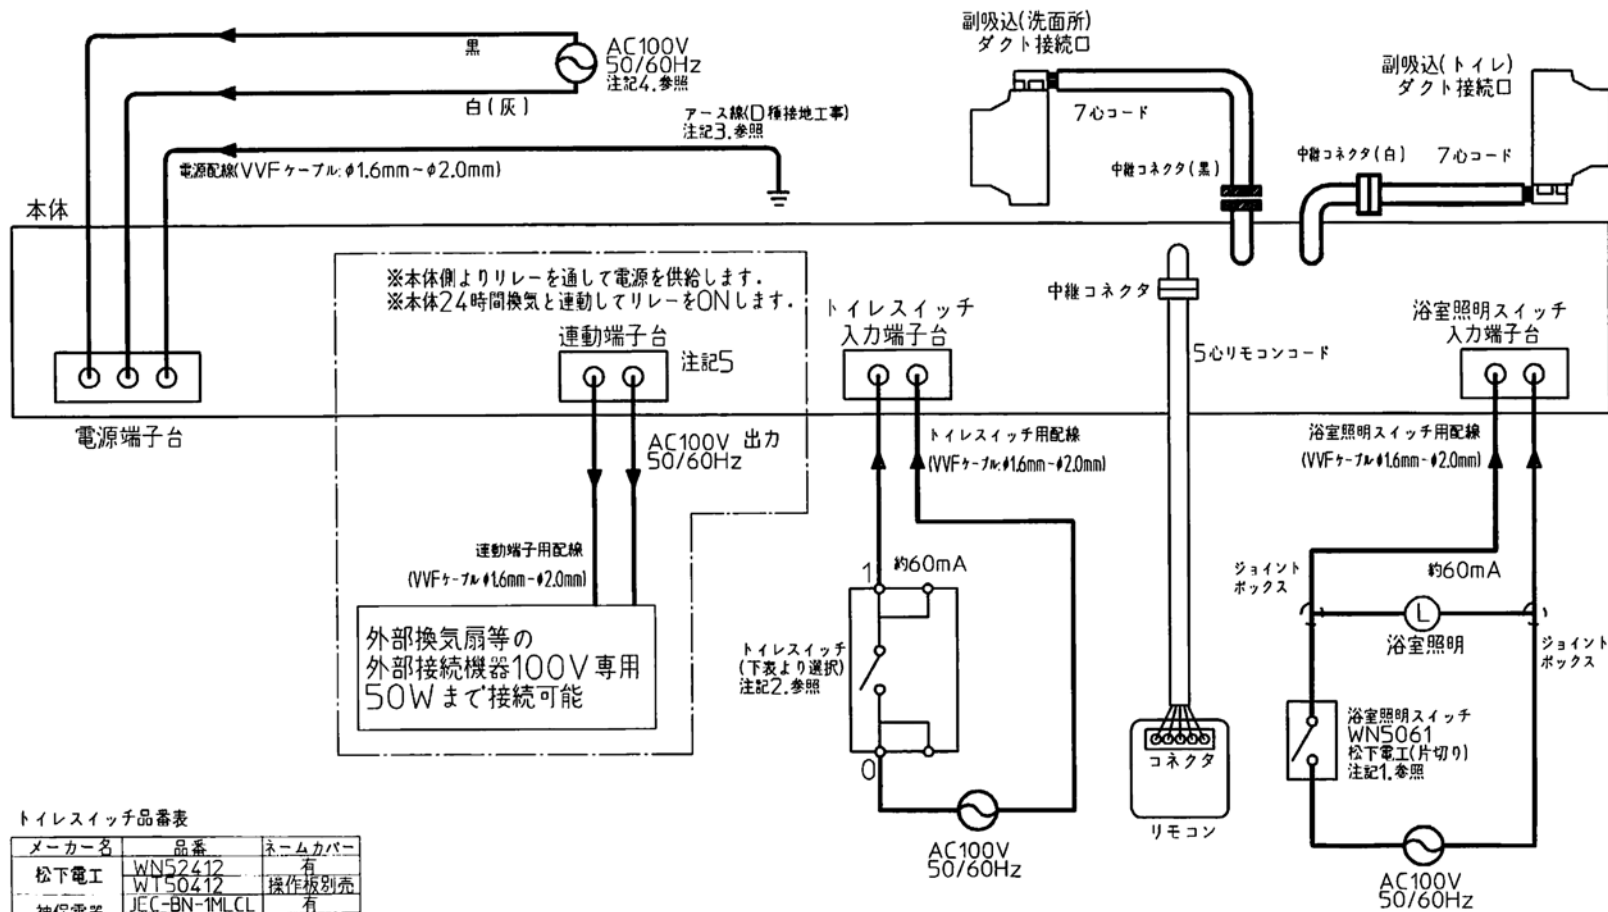 黒
AC100V
50/60Hz
注記4.参照
白(灰)
アース線(D種接地工事)
注記3.参照
電源配線(VVFケーブル:φ1.6mm~φ2.0mm)
副吸込(洗面所)
ダクト接続口
7心コード
中継コネクタ(黒)
副吸込(トイレ)
ダクト接続口
中継コネクタ(白)
7心コード
本体
※本体側よりリレーを通して電源を供給します.
※本体24時間換気と連動してリレーをONします.
連動端子台
注記5
トイレスイッチ
入力端子台
中継コネクタ
5心リモコンコード
浴室照明スイッチ
入力端子台
電源端子台
AC100V 出力
50/60Hz
トイレスイッチ用配線
(VVFケーブル:φ1.6mm~φ2.0mm)
浴室照明スイッチ用配線
(VVFケーブルφ1.6mm~φ2.0mm)
連動端子用配線
(VVFケーブルφ1.6mm~φ2.0mm)
外部換気扇等の
外部接続機器100V専用
50Wまで接続可能
1
約60mA
トイレスイッチ
(下表より選択)
注記2.参照
0
AC100V
50/60Hz
コネクタ
リモコン
ジョイント
ボックス
約60mA
L
浴室照明
ジョイント
ボックス
浴室照明スイッチ
WN5061
松下電工(片切り)
注記1.参照
AC100V
50/60Hz
トイレスイッチ品番表
メーカー名 品番 ネームカバー
松下電工 WN52412 有
WT50412 操作板別売
神保電器 JEC-BN-1MLCL 有